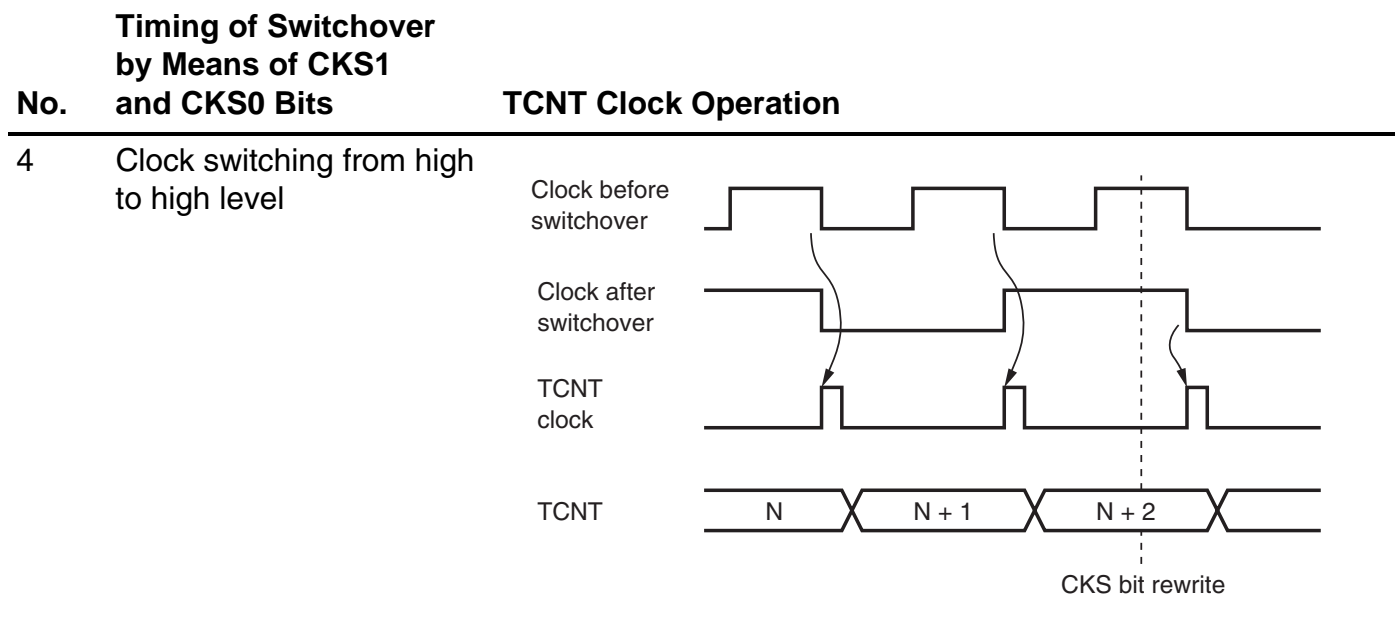 Timing of Switchover
by Means of CKS1
No. and CKS0 Bits TCNT Clock Operation
4 Clock switching from high
to high level
Clock before
switchover
Clock after
switchover
TCNT
clock
TCNT N N + 1 N + 2
CKS bit rewrite